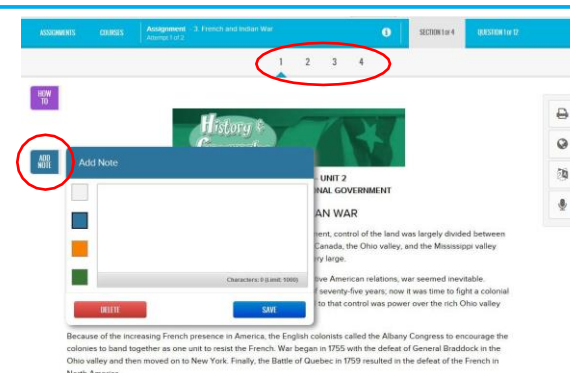 ASSIGNMENTS COURSES Assignment - 3. French and Indian War SECTION 1 of 4 QUESTION 1 of 12
Attempt 1 of 2
1 2 3 4
HOW TO
History &
ADD NOTE
Add Note
- UNIT 2
NAL GOVERNMENT
AN WAR
ent, control of the land was largely divided between
Canada, the Ohio valley, and the Mississippi valley
ry large.
ive American relations, war seemed inevitable.
f seventy-five years; now it was time to fight a colonial
to that control was power over the rich Ohio valley
Characters: 0 (Limit: 1000)
DELETE SAVE
Because of the increasing French presence in America, the English colonists called the Albany Congress to encourage the
colonies to band together as one unit to resist the French. War began in 1755 with the defeat of General Braddock in the
Ohio valley and then moved on to New York. Finally, the Battle of Quebec in 1759 resulted in the defeat of the French in
North America.